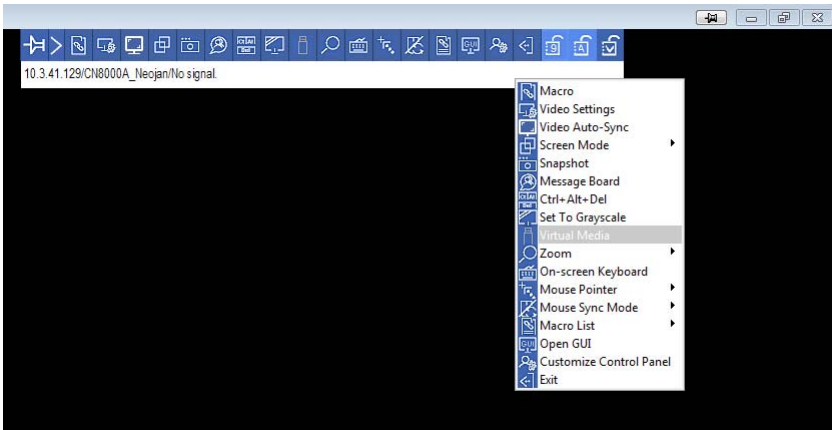 10.3.41.129/CN8000A_Neojan/No signal.
Macro
Video Settings
Video Auto-Sync
Screen Mode
Snapshot
Message Board
Ctrl+Alt+Del
Set To Grayscale
Virtual Media
Zoom
On-screen Keyboard
Mouse Pointer
Mouse Sync Mode
Macro List
Open GUI
Customize Control Panel
Exit